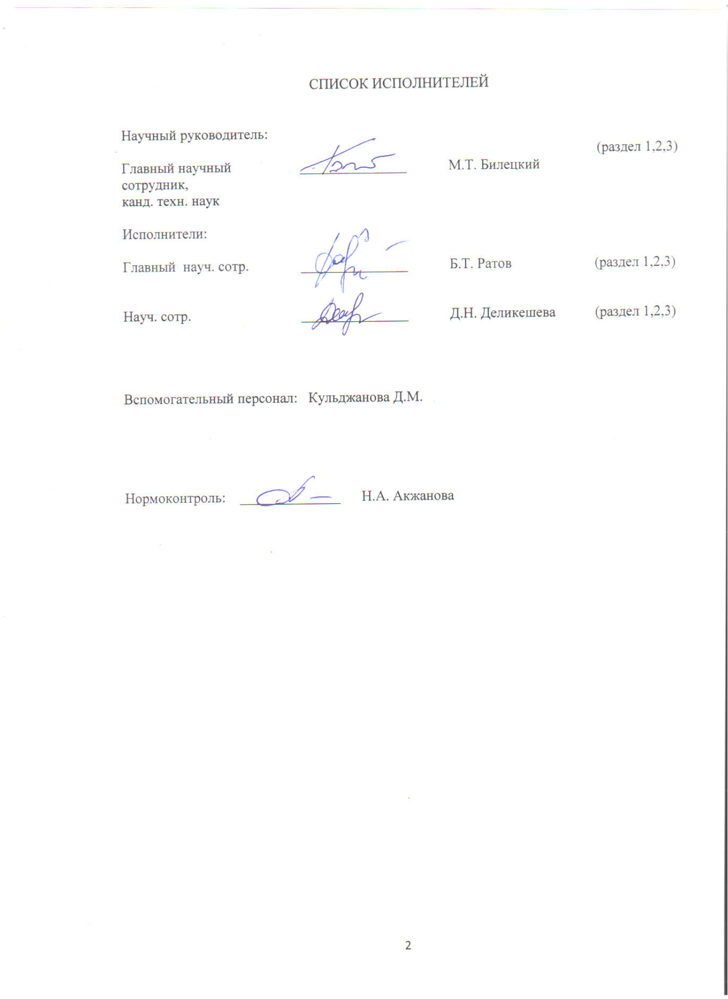 СПИСОК ИСПОЛНИТЕЛЕЙ
Научный руководитель:
(раздел 1,2,3)
Главный научный М.Т. Билецкий
сотрудник,
канд. техн. наук
Исполнители:
Главный науч. сотр. Б.Т. Ратов (раздел 1,2,3)
Науч. сотр. Д.Н. Деликешева (раздел 1,2,3)
Вспомогательный персонал: Кульджанова Д.М.
Нормоконтроль: Н.А. Акжанова
2